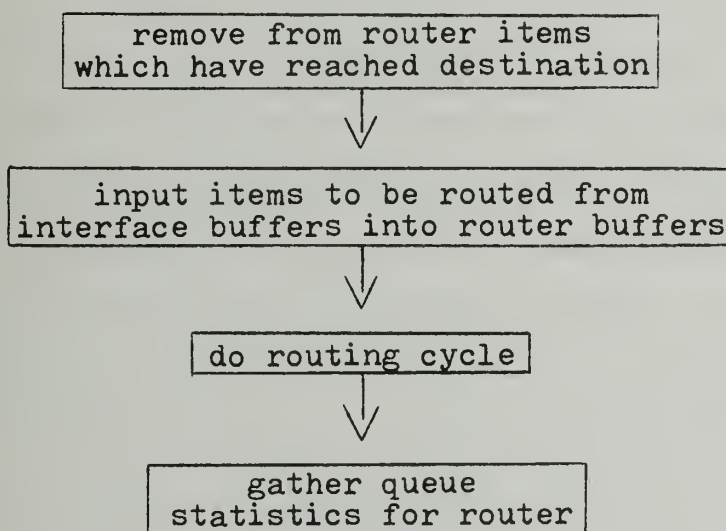 remove from router items
which have reached destination
input items to be routed from
interface buffers into router buffers
do routing cycle
gather queue
statistics for router